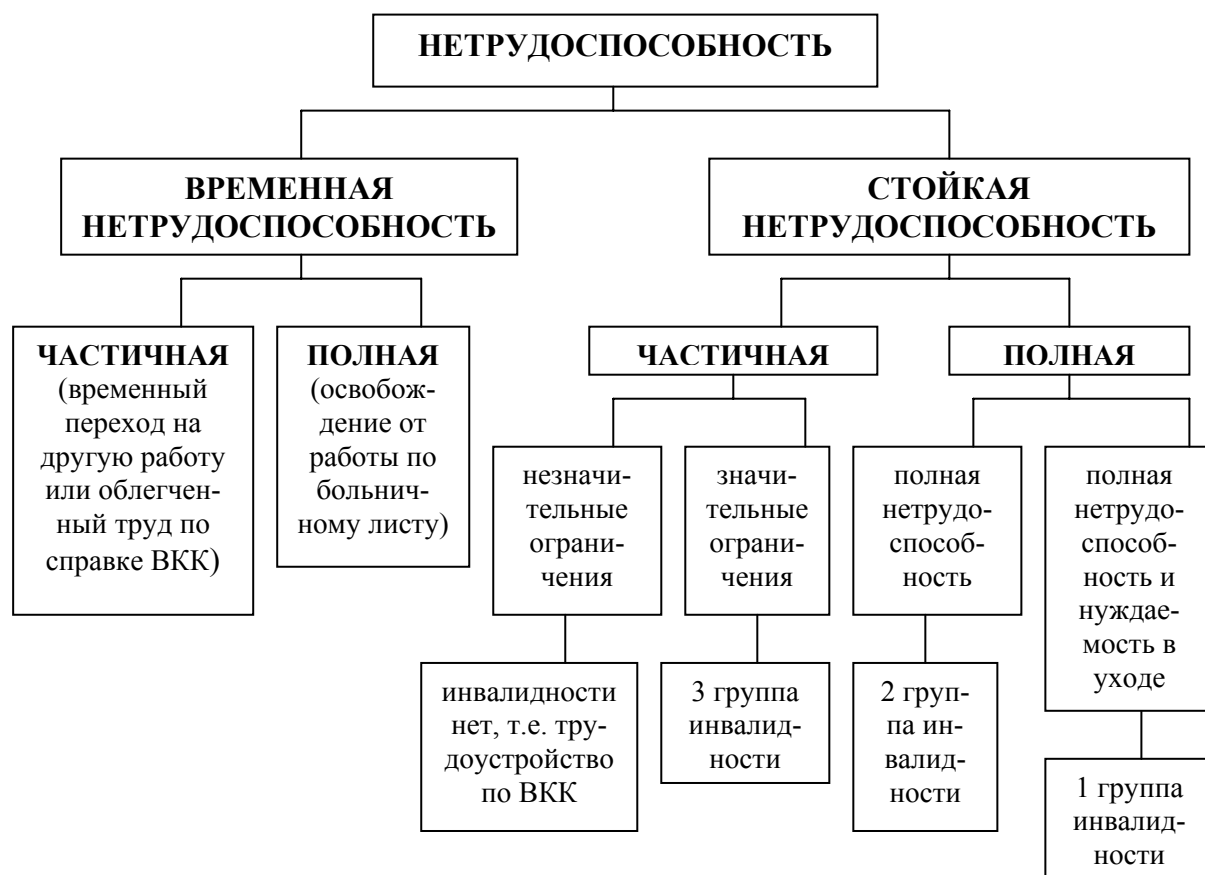 НЕТРУДОСПОСОБНОСТЬ
ВРЕМЕННАЯ
НЕТРУДОСПОСОБНОСТЬ
СТОЙКАЯ
НЕТРУДОСПОСОБНОСТЬ
ЧАСТИЧНАЯ
(временный
переход на
другую работу
или облегчен-
ный труд по
справке ВКК)
ПОЛНАЯ
(освобож-
дение от
работы по
больнич-
ному листу)
ЧАСТИЧНАЯ
ПОЛНАЯ
незначи-
тельные
ограни-
чения
значи-
тельные
ограни-
чения
полная
нетрудо-
способ-
ность
полная
нетрудо-
способ-
ность и
нуждае-
мость в
уходе
инвалидности
нет, т.е. тру-
доустройство
по ВКК
3 группа
инвалид-
ности
2 груп-
па ин-
валид-
ности
1 группа
инвалид-
ности